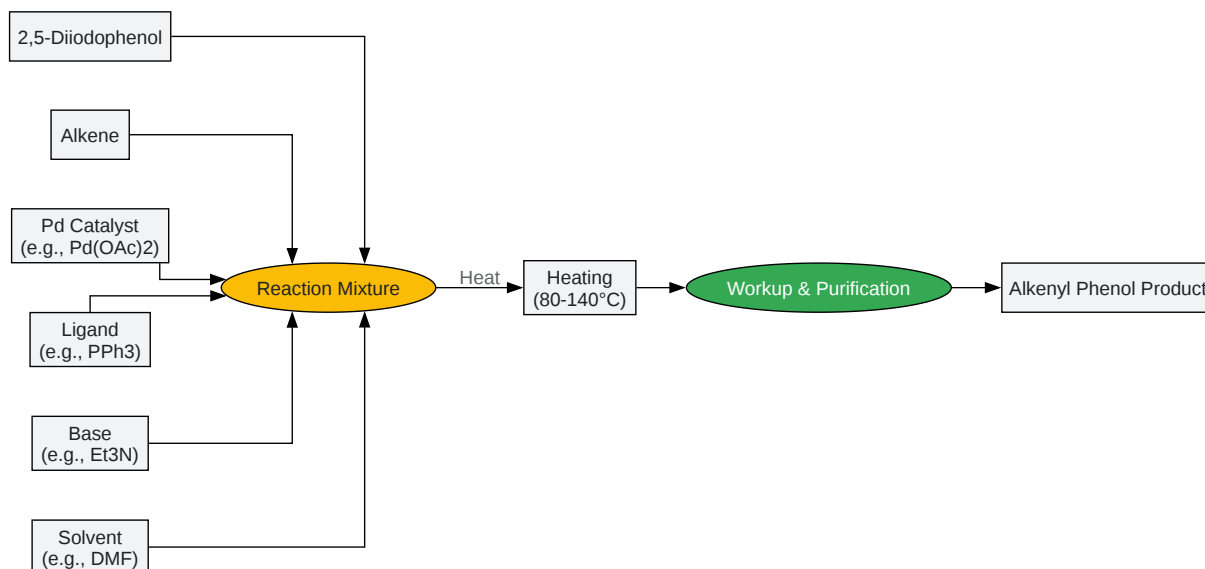 2,5-Diiodophenol
Alkene
Pd Catalyst
(e.g., Pd(OAc)2)
Ligand
(e.g., PPh3)
Base
(e.g., Et3N)
Solvent
(e.g., DMF)
Reaction Mixture
Heat
Heating
(80-140°C)
Workup & Purification
Alkenyl Phenol Product